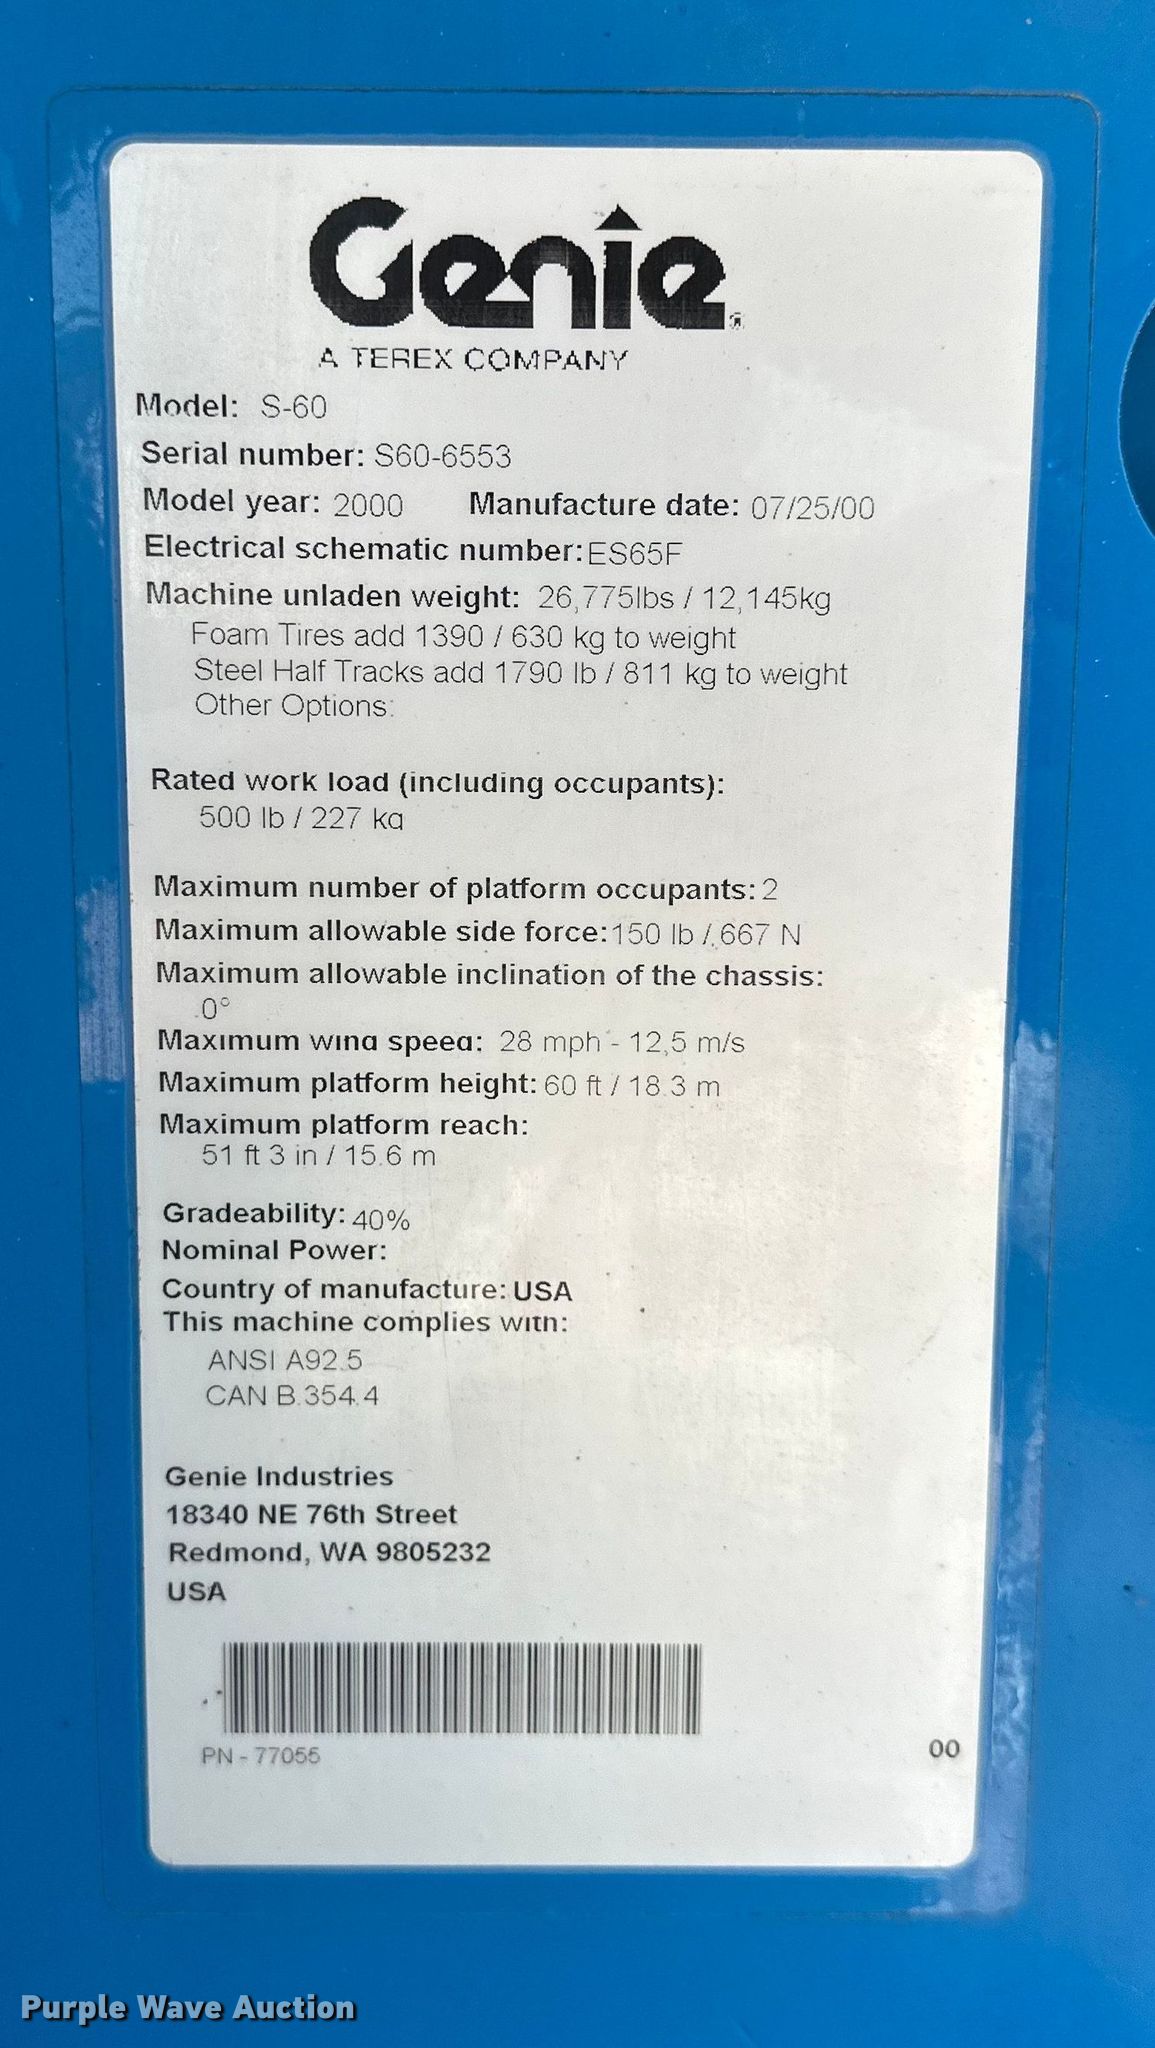 Genie®
A TEREX COMPANY
Model: S-60
Serial number: S60-6553
Model year: 2000 Manufacture date: 07/25/00
Electrical schematic number: ES65F
Machine unladen weight: 26,775lbs / 12,145kg
Foam Tires add 1390 / 630 kg to weight
Steel Half Tracks add 1790 lb / 811 kg to weight
Other Options:
Rated work load (including occupants):
500 lb / 227 kg
Maximum number of platform occupants: 2
Maximum allowable side force: 150 lb / 667 N
Maximum allowable inclination of the chassis:
0°
Maximum wind speed: 28 mph - 12,5 m/s
Maximum platform height: 60 ft / 18.3 m
Maximum platform reach:
51 ft 3 in / 15.6 m
Gradeability: 40%
Nominal Power:
Country of manufacture: USA
This machine complies with:
ANSI A92.5
CAN B.354.4
Genie Industries
18340 NE 76th Street
Redmond, WA 9805232
USA
PN - 77055
00
Purple Wave Auction